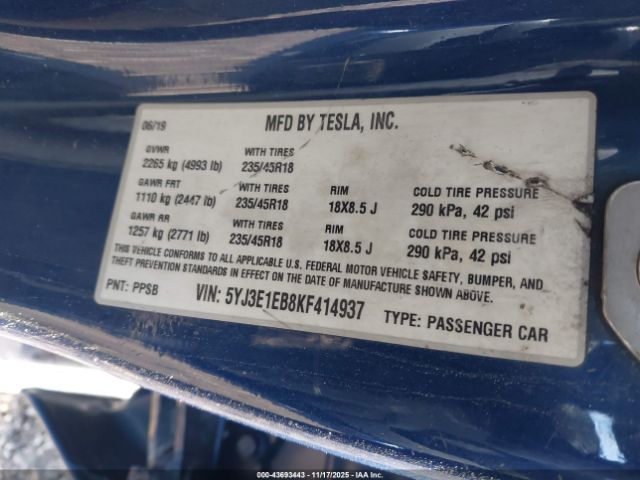 06/19 MFD BY TESLA, INC.
GVWR WITH TIRES
2265 kg (4993 lb) 235/45R18
GAWR FRT WITH TIRES RIM COLD TIRE PRESSURE
1110 kg (2447 lb) 235/45R18 18X8.5 J 290 kPa, 42 psi
GAWR RR WITH TIRES RIM COLD TIRE PRESSURE
1257 kg (2771 lb) 235/45R18 18X8.5 J 290 kPa, 42 psi
THIS VEHICLE CONFORMS TO ALL APPLICABLE U.S. FEDERAL MOTOR VEHICLE SAFETY, BUMPER, AND
THEFT PREVENTION STANDARDS IN EFFECT ON THE DATE OF MANUFACTURE SHOWN ABOVE.
PNT: PPSB VIN: 5YJ3E1EB8KF414937 TYPE: PASSENGER CAR
© IAA - 43693443 - 11/17/2025 - IMPACT AUTO